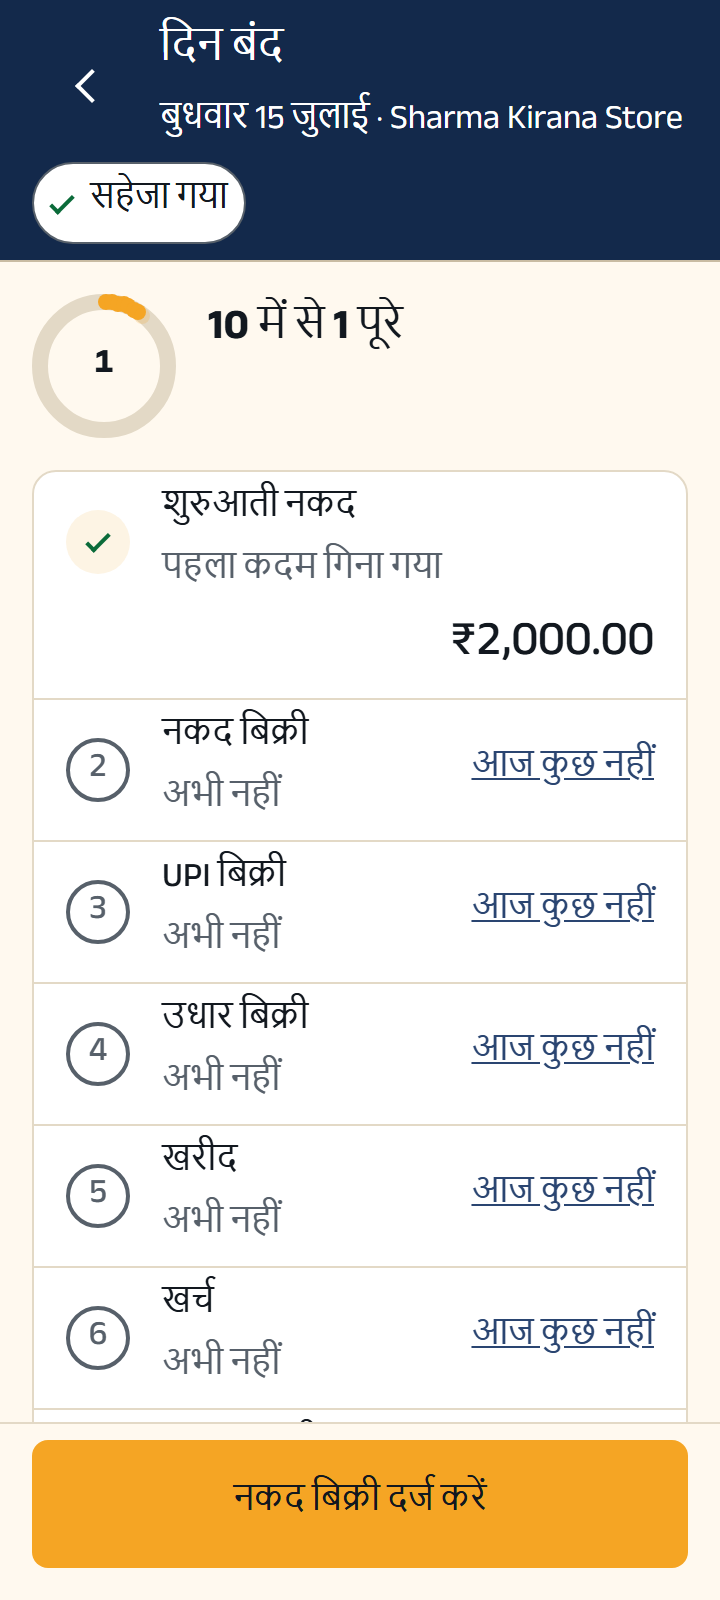 दिन बंद
बुधवार 15 जुलाई · Sharma Kirana Store
सहेजा गया
1
10 में से 1 पूरे
शुरुआती नकद
पहला कदम गिना गया
₹2,000.00
2
नकद बिक्री
अभी नहीं
आज कुछ नहीं
3
UPI बिक्री
अभी नहीं
आज कुछ नहीं
4
उधार बिक्री
अभी नहीं
आज कुछ नहीं
5
खरीद
अभी नहीं
आज कुछ नहीं
6
खर्च
अभी नहीं
आज कुछ नहीं
नकद बिक्री दर्ज करें